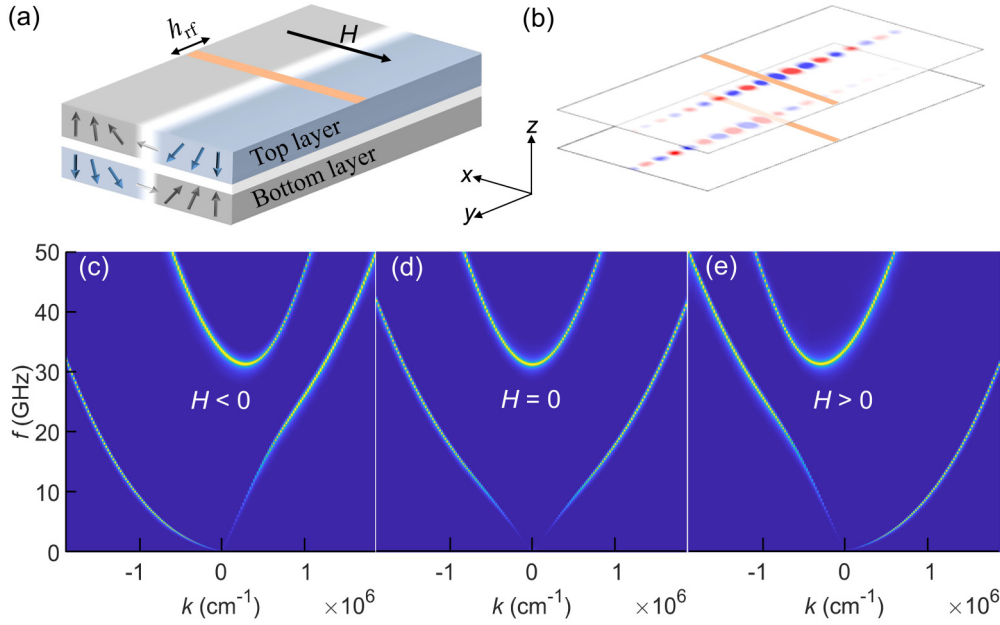 (a)
(b)
h_rf
H
Top layer
Bottom layer
z
x
y
(c)
(d)
(e)
f (GHz)
50
40
30
20
10
0
H < 0
H = 0
H > 0
-1 0 1
-1 0 1
-1 0 1
k (cm⁻¹) ×10⁶
k (cm⁻¹) ×10⁶
k (cm⁻¹) ×10⁶